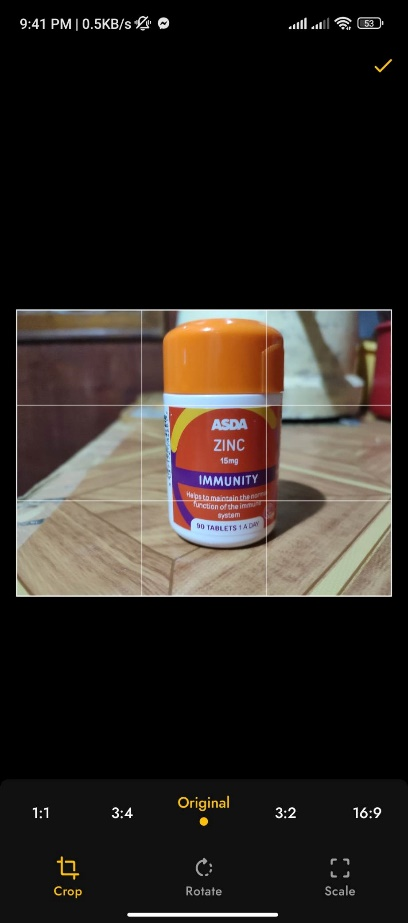 9:41 PM | 0.5KB/s
53
ASDA
ZINC
15mg
IMMUNITY
Helps to maintain the normal
function of the immune
system
90 TABLETS 1 A DAY
1:1
3:4
Original
3:2
16:9
Crop
Rotate
Scale